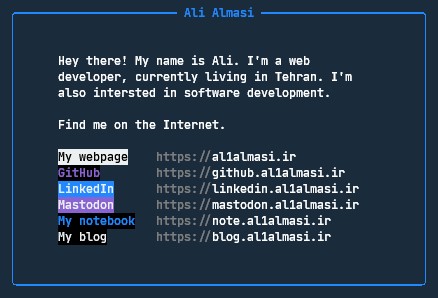 Ali Almasi
Hey there! My name is Ali. I'm a web
developer, currently living in Tehran. I'm
also intersted in software development.
Find me on the Internet.
My webpage https://al1almasi.ir
GitHub https://github.al1almasi.ir
LinkedIn https://linkedin.al1almasi.ir
Mastodon https://mastodon.al1almasi.ir
My notebook https://note.al1almasi.ir
My blog https://blog.al1almasi.ir